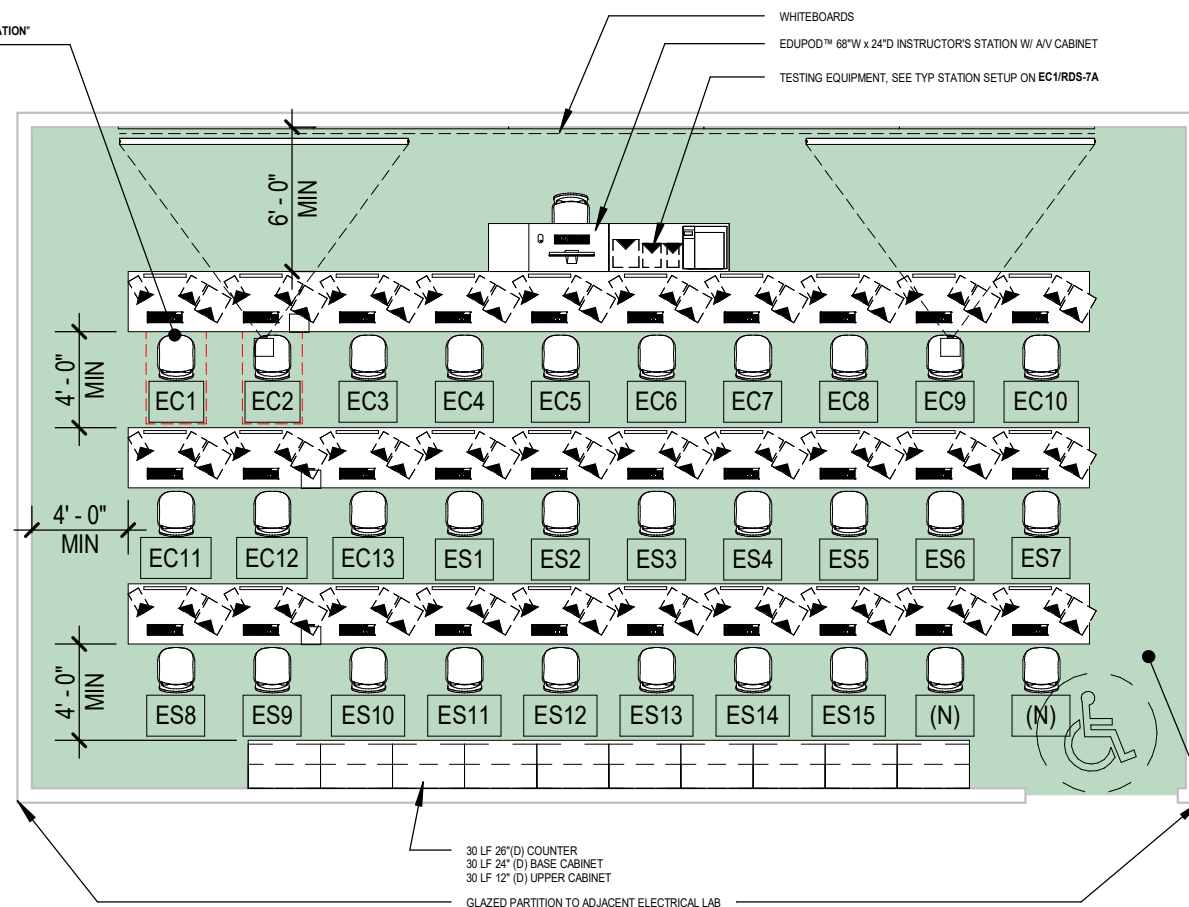 ATION"
WHITEBOARDS
EDUPOD™ 68"W x 24"D INSTRUCTOR'S STATION W/ A/V CABINET
TESTING EQUIPMENT, SEE TYP STATION SETUP ON EC1/RDS-7A
6' - 0"
MIN
4' - 0"
MIN
EC1 EC2 EC3 EC4 EC5 EC6 EC7 EC8 EC9 EC10
4' - 0"
MIN
EC11 EC12 EC13 ES1 ES2 ES3 ES4 ES5 ES6 ES7
4' - 0"
MIN
ES8 ES9 ES10 ES11 ES12 ES13 ES14 ES15 (N) (N)
30 LF 26"(D) COUNTER
30 LF 24" (D) BASE CABINET
30 LF 12" (D) UPPER CABINET
GLAZED PARTITION TO ADJACENT ELECTRICAL LAB